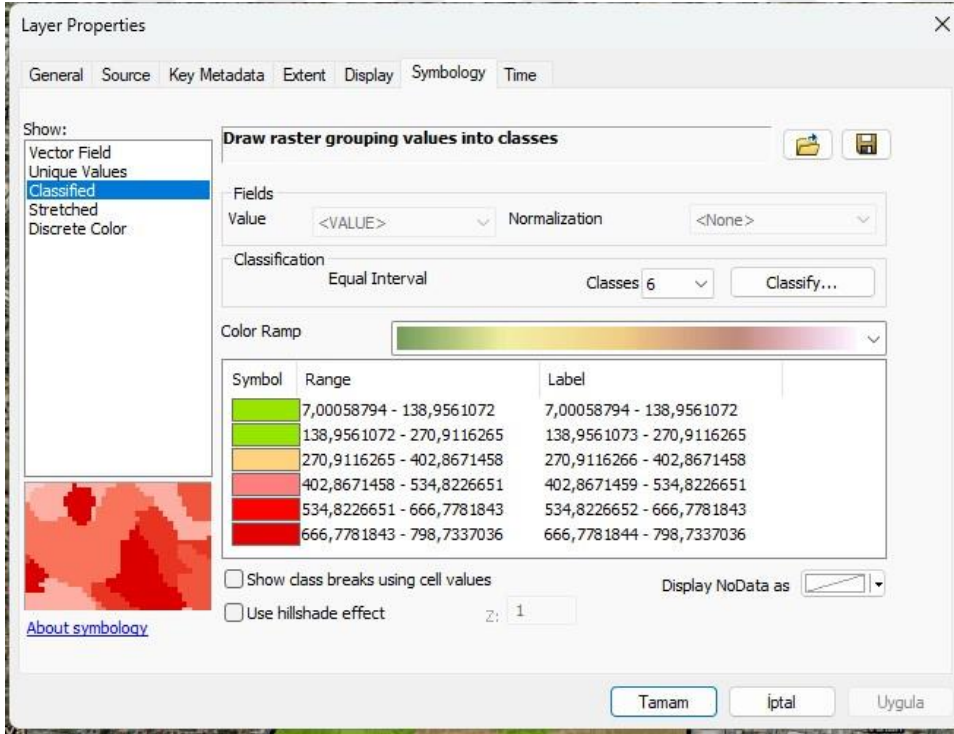 Layer Properties
General Source Key Metadata Extent Display Symbology Time
Show:
Vector Field
Unique Values
Classified
Stretched
Discrete Color
About symbology
Draw raster grouping values into classes
Fields
Value <VALUE> Normalization <None>
Classification
Equal Interval Classes 6 Classify...
Color Ramp
Symbol Range Label
7,00058794 - 138,9561072 7,00058794 - 138,9561072
138,9561072 - 270,9116265 138,9561073 - 270,9116265
270,9116265 - 402,8671458 270,9116266 - 402,8671458
402,8671458 - 534,8226651 402,8671459 - 534,8226651
534,8226651 - 666,7781843 534,8226652 - 666,7781843
666,7781843 - 798,7337036 666,7781844 - 798,7337036
Show class breaks using cell values Display NoData as
Use hillshade effect Z: 1
Tamam İptal Uygula